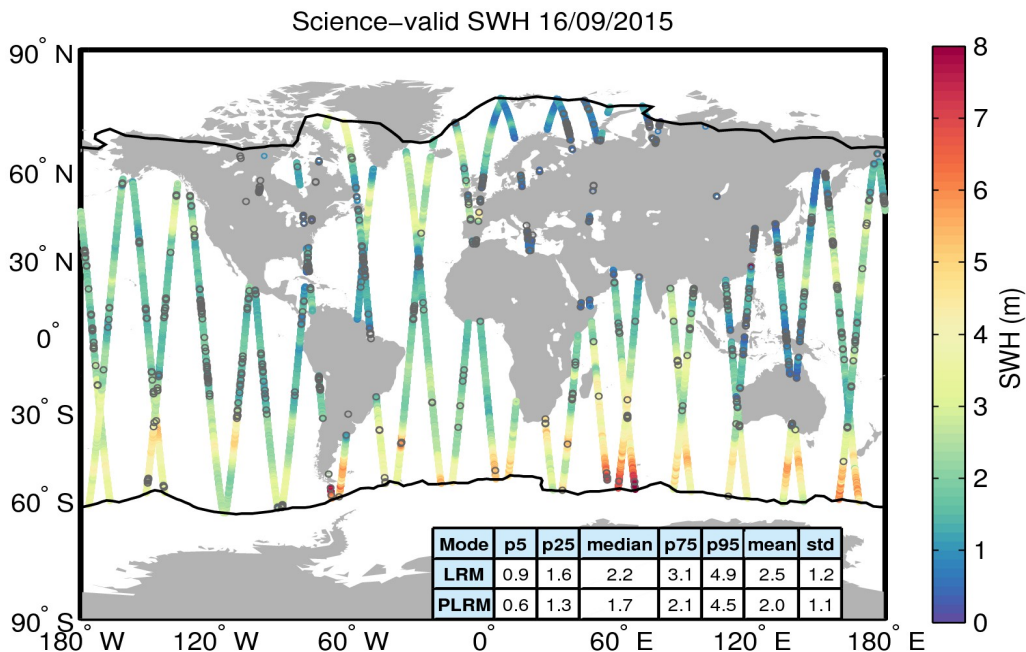 Science−valid SWH 16/09/2015
90° N
60° N
30° N
0°
30° S
60° S
90° S
180° W
120° W
60° W
0°
60° E
120° E
180° E
Mode p5 p25 median p75 p95 mean std
LRM 0.9 1.6 2.2 3.1 4.9 2.5 1.2
PLRM 0.6 1.3 1.7 2.1 4.5 2.0 1.1
8
7
6
5
4
3
2
1
0
SWH (m)